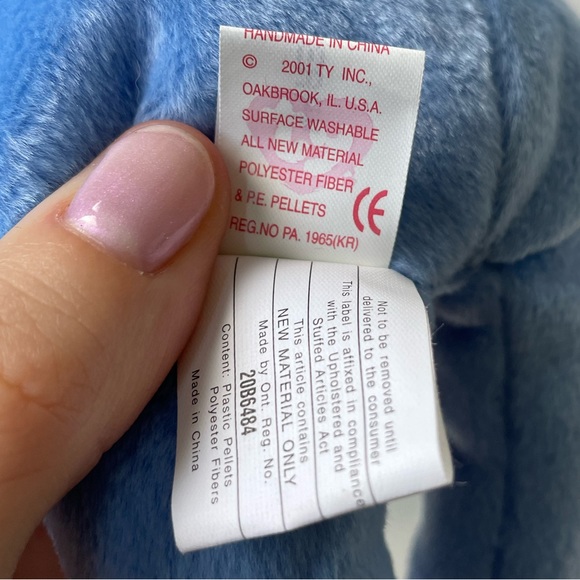 HANDMADE IN CHINA
© 2001 TY INC.,
OAKBROOK, IL. U.S.A.
SURFACE WASHABLE
ALL NEW MATERIAL
POLYESTER FIBER
& P.E. PELLETS
REG.NO PA. 1965(KR)
CE
Not to be removed until
delivered to the consumer
This label is affixed in compliance
with the Upholstered and
Stuffed Articles Act
This article contains
NEW MATERIAL ONLY
Made by Ont. Reg. No.
20B6484
Content: Plastic Pellets
Polyester Fibers
Made in China